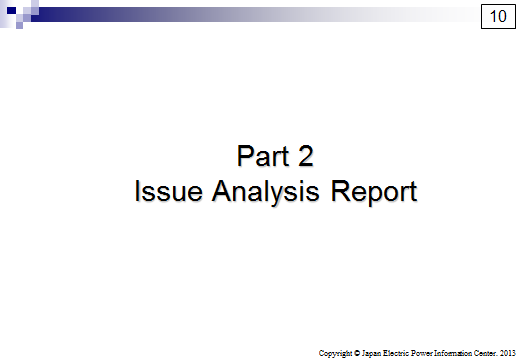 10
Part 2
Issue Analysis Report
Copyright © Japan Electric Power Information Center. 2013